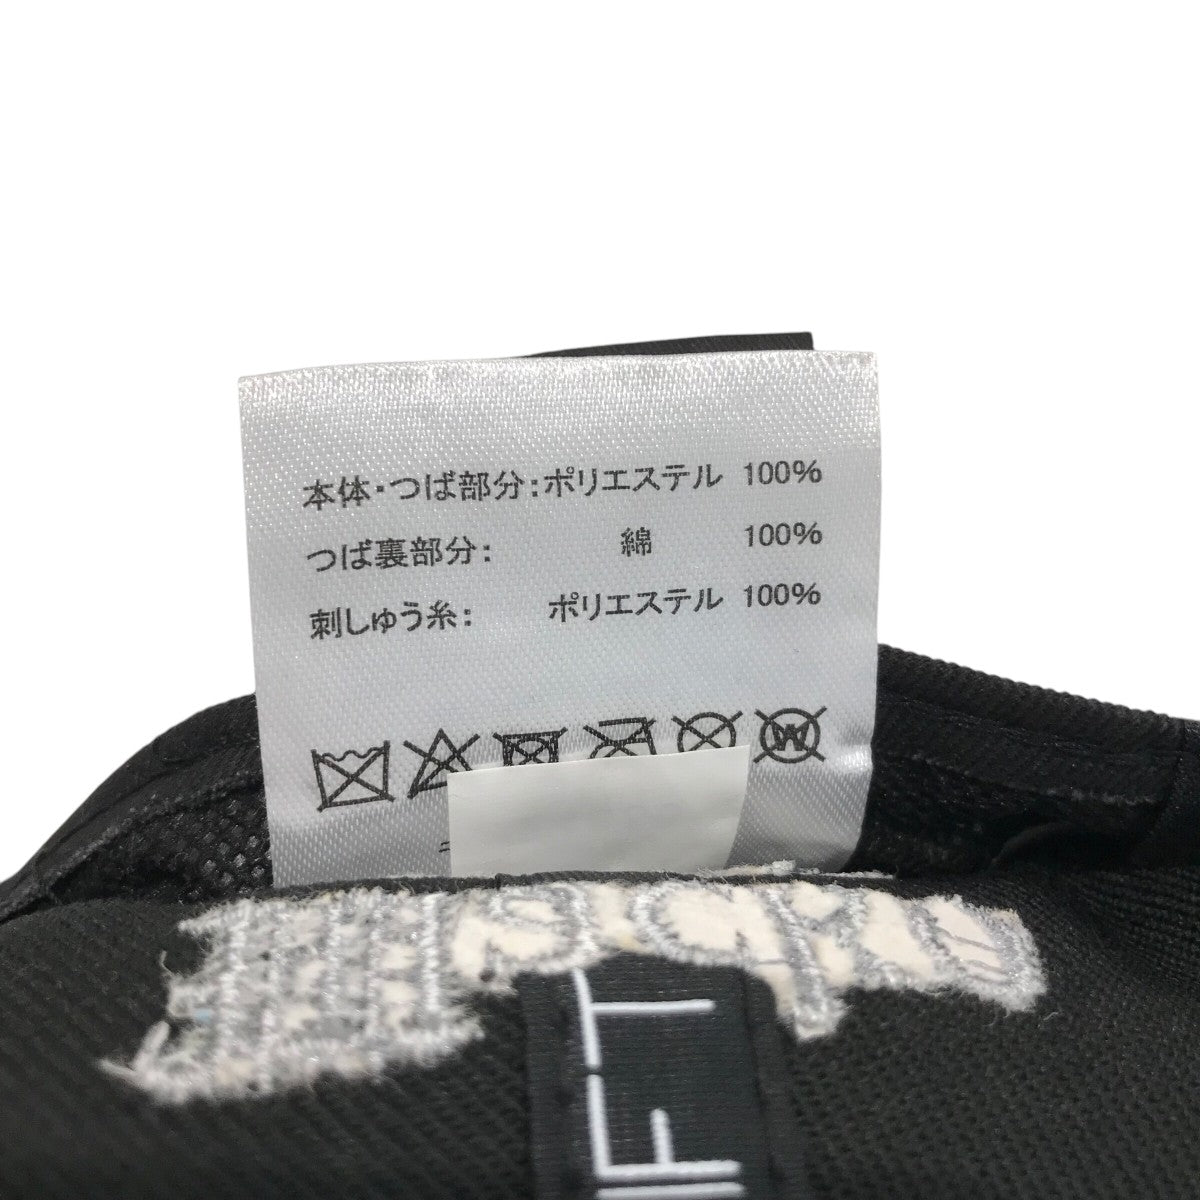 本体・つば部分:ポリエステル 100%
つば裏部分: 綿 100%
刺しゅう糸: ポリエステル 100%
W